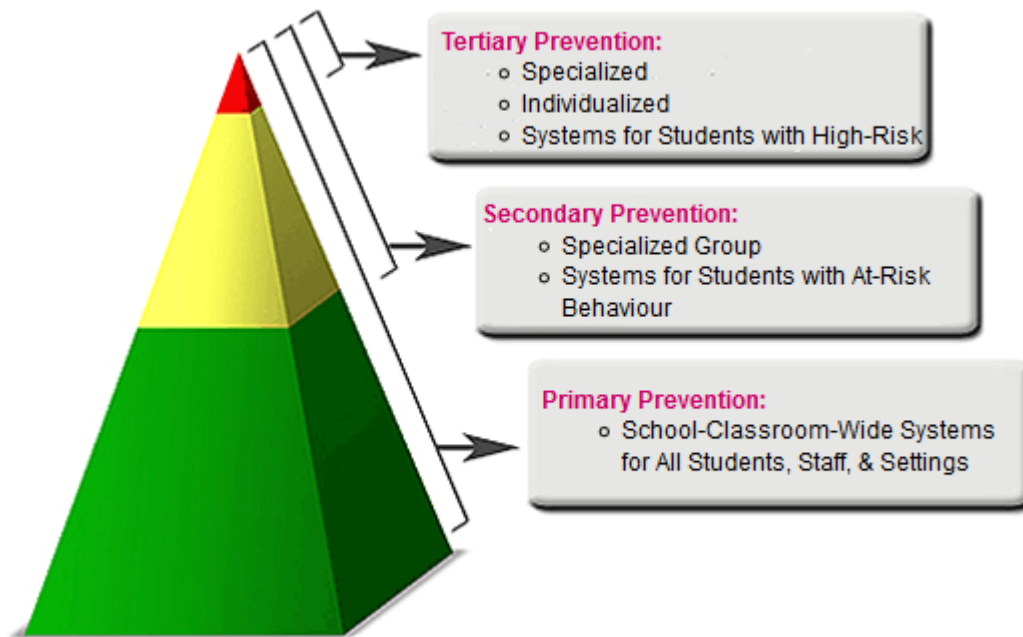 Tertiary Prevention:
Specialized
Individualized
Systems for Students with High-Risk
Secondary Prevention:
Specialized Group
Systems for Students with At-Risk
Behaviour
Primary Prevention:
School-Classroom-Wide Systems
for All Students, Staff, & Settings